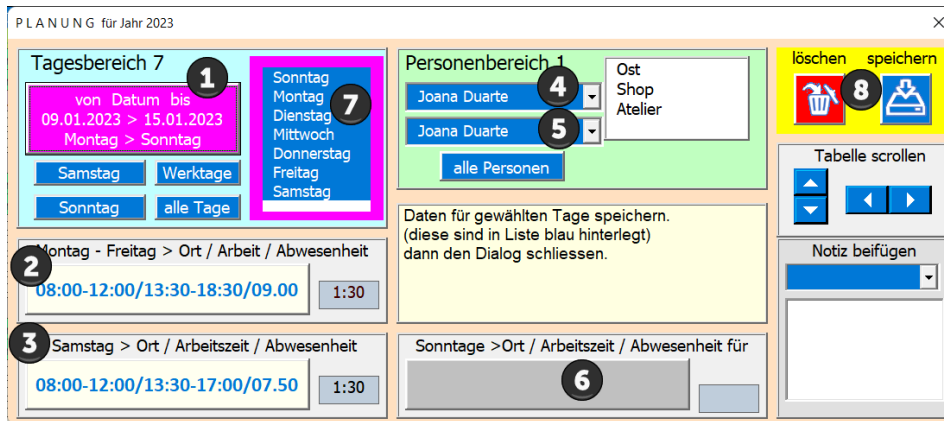 P L A N U N G für Jahr 2023
Tagesbereich 7
1
von Datum bis
09.01.2023 > 15.01.2023
Montag > Sonntag
Samstag
Werktage
Sonntag
alle Tage
Sonntag
Montag
Dienstag
Mittwoch
Donnerstag
Freitag
Samstag
7
Personenbereich 1
Joana Duarte
4
Joana Duarte
5
alle Personen
Ost
Shop
Atelier
löschen speichern
8
Tabelle scrollen
Montag - Freitag > Ort / Arbeit / Abwesenheit
2
08:00-12:00/13:30-18:30/09.00
1:30
Daten für gewählten Tage speichern.
(diese sind in Liste blau hinterlegt)
dann den Dialog schliessen.
Notiz beifügen
3
Samstag > Ort / Arbeitszeit / Abwesenheit
08:00-12:00/13:30-17:00/07.50
1:30
Sonntage >Ort / Arbeitszeit / Abwesenheit für
6